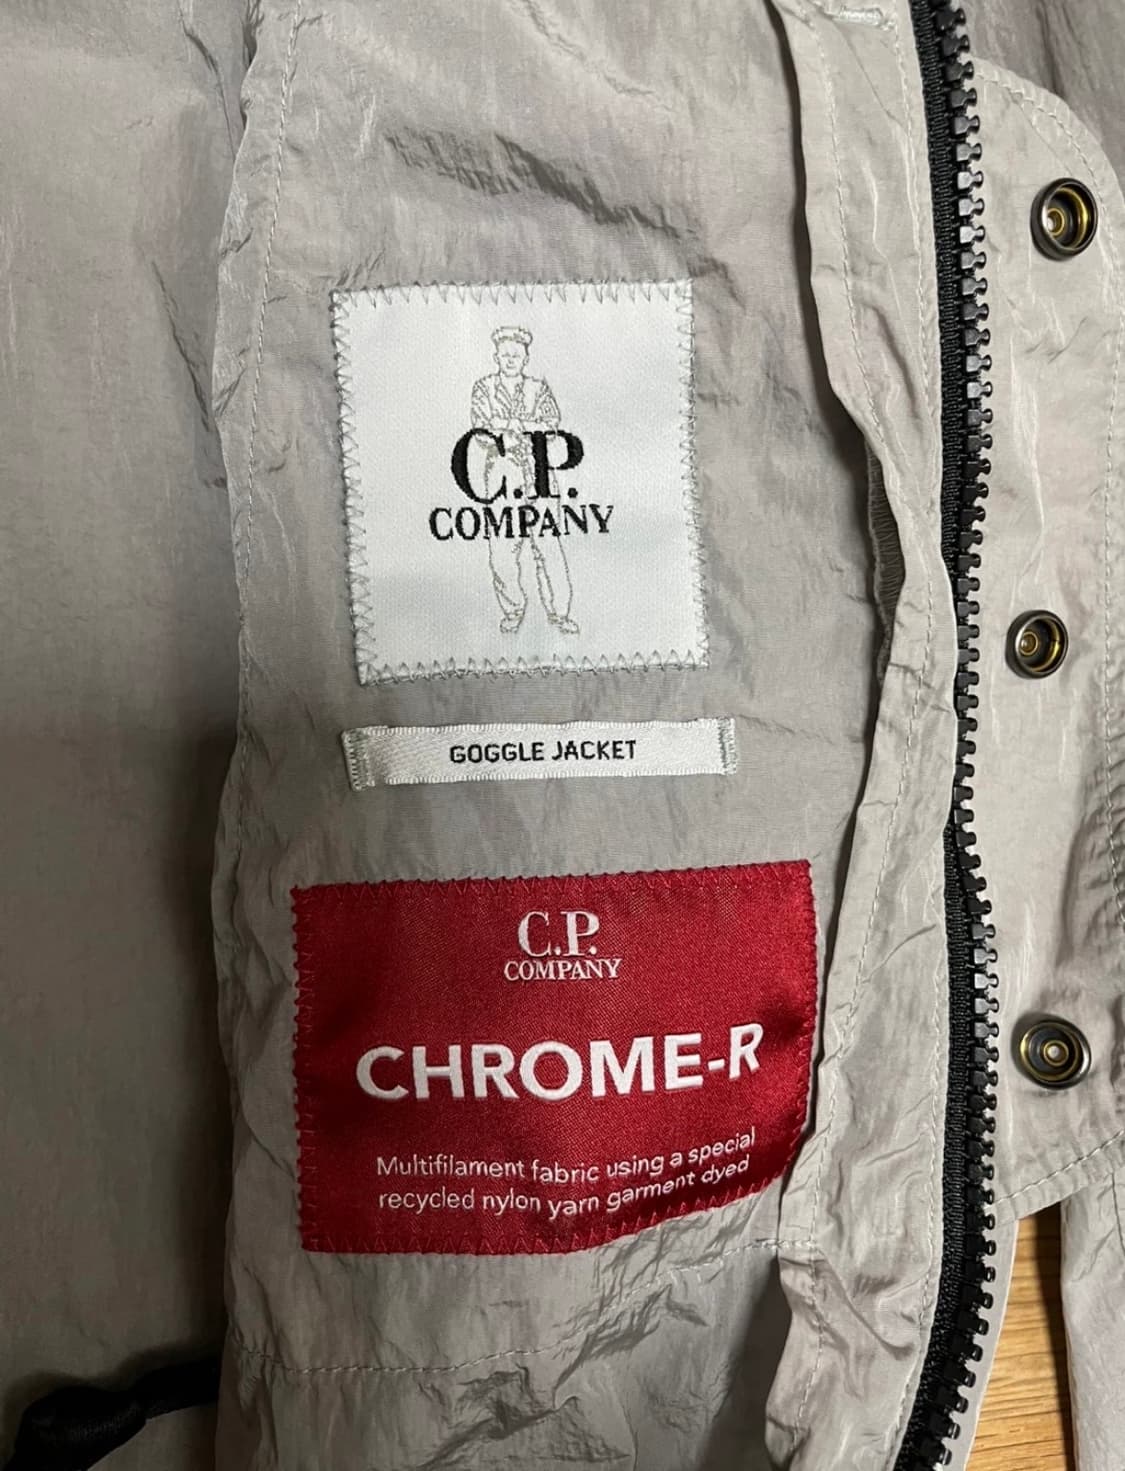 C.P.
COMPANY
GOGGLE JACKET
C.P.
COMPANY
CHROME-R
Multifilament fabric using a special
recycled nylon yarn garment dyed